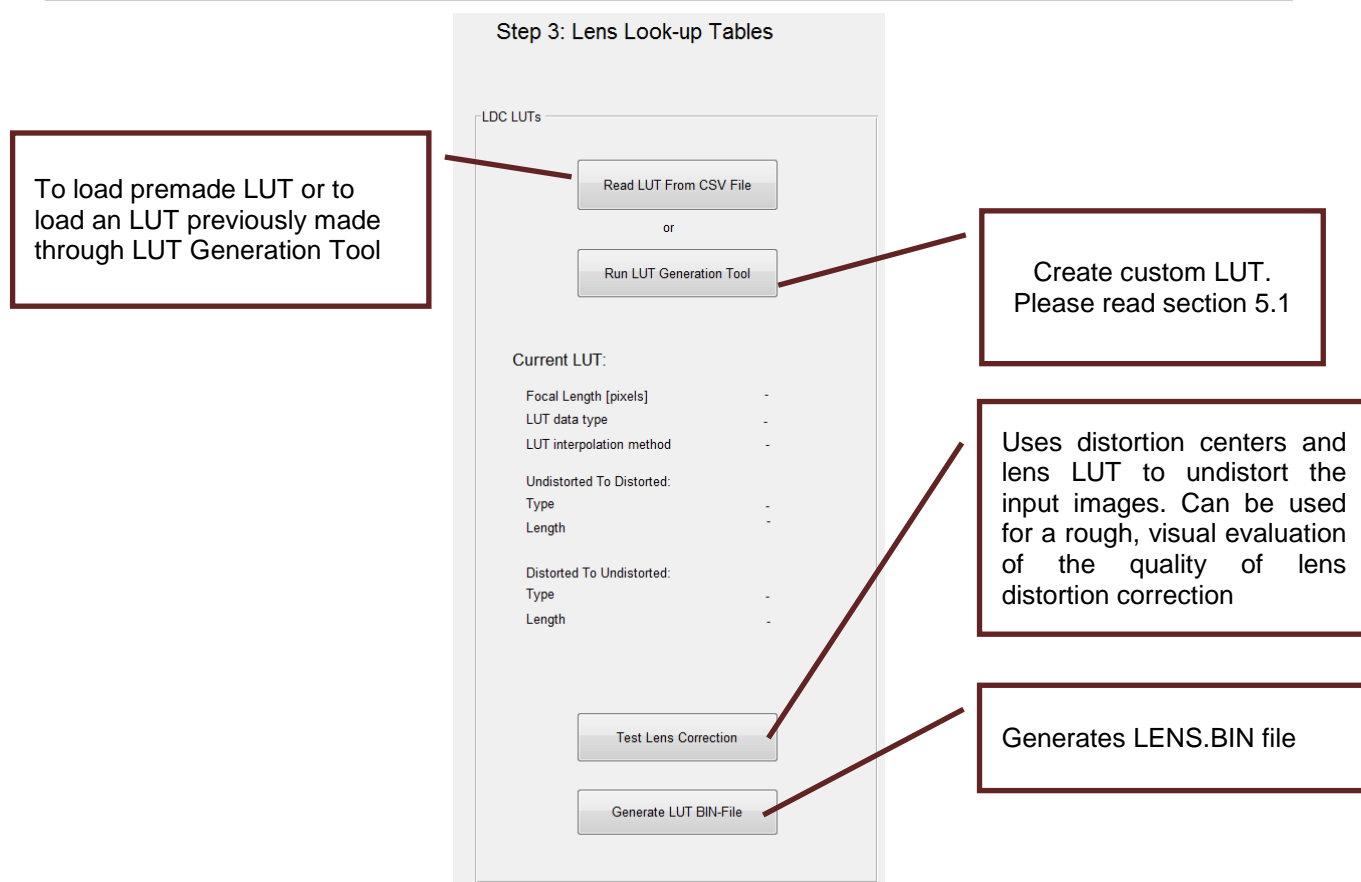 Step 3: Lens Look-up Tables
LDC LUTs
To load premade LUT or to
load an LUT previously made
through LUT Generation Tool
Read LUT From CSV File
or
Run LUT Generation Tool
Create custom LUT.
Please read section 5.1
Current LUT:
Focal Length [pixels] -
LUT data type -
LUT interpolation method -
Undistorted To Distorted:
Type -
Length -
Distorted To Undistorted:
Type -
Length -
Uses distortion centers and
lens LUT to undistort the
input images. Can be used
for a rough, visual evaluation
of the quality of lens
distortion correction
Test Lens Correction
Generates LENS.BIN file
Generate LUT BIN-File